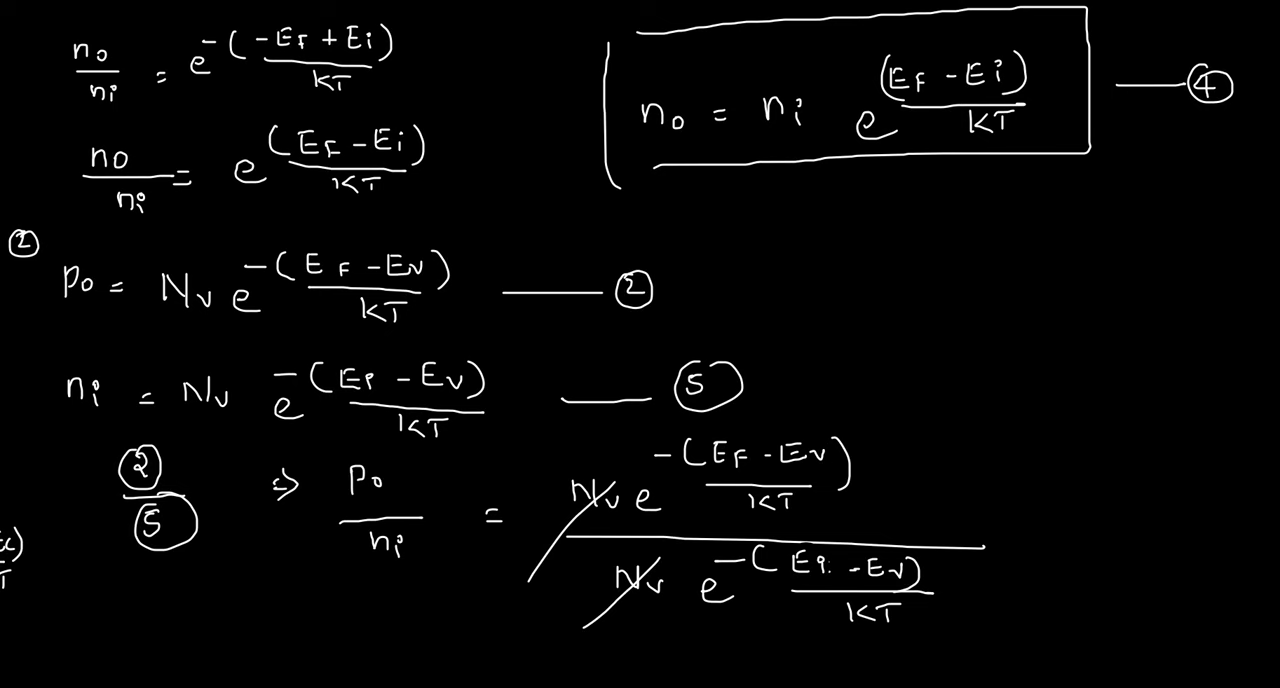 n₀/nᵢ = e^(-(-E_F + Eᵢ)/KT)
n₀/nᵢ = e^((E_F - Eᵢ)/KT)
n₀ = nᵢ e^((E_F - Eᵢ)/KT) —— ④
②
p₀ = N_v e^(-(E_F - E_v)/KT) —— ②
nᵢ = N_v e^(-(Eᵢ - E_v)/KT) —— ⑤
②/⑤ ⇒ p₀/nᵢ = N_v e^(-(E_F - E_v)/KT) / N_v e^(-(Eᵢ - E_v)/KT)